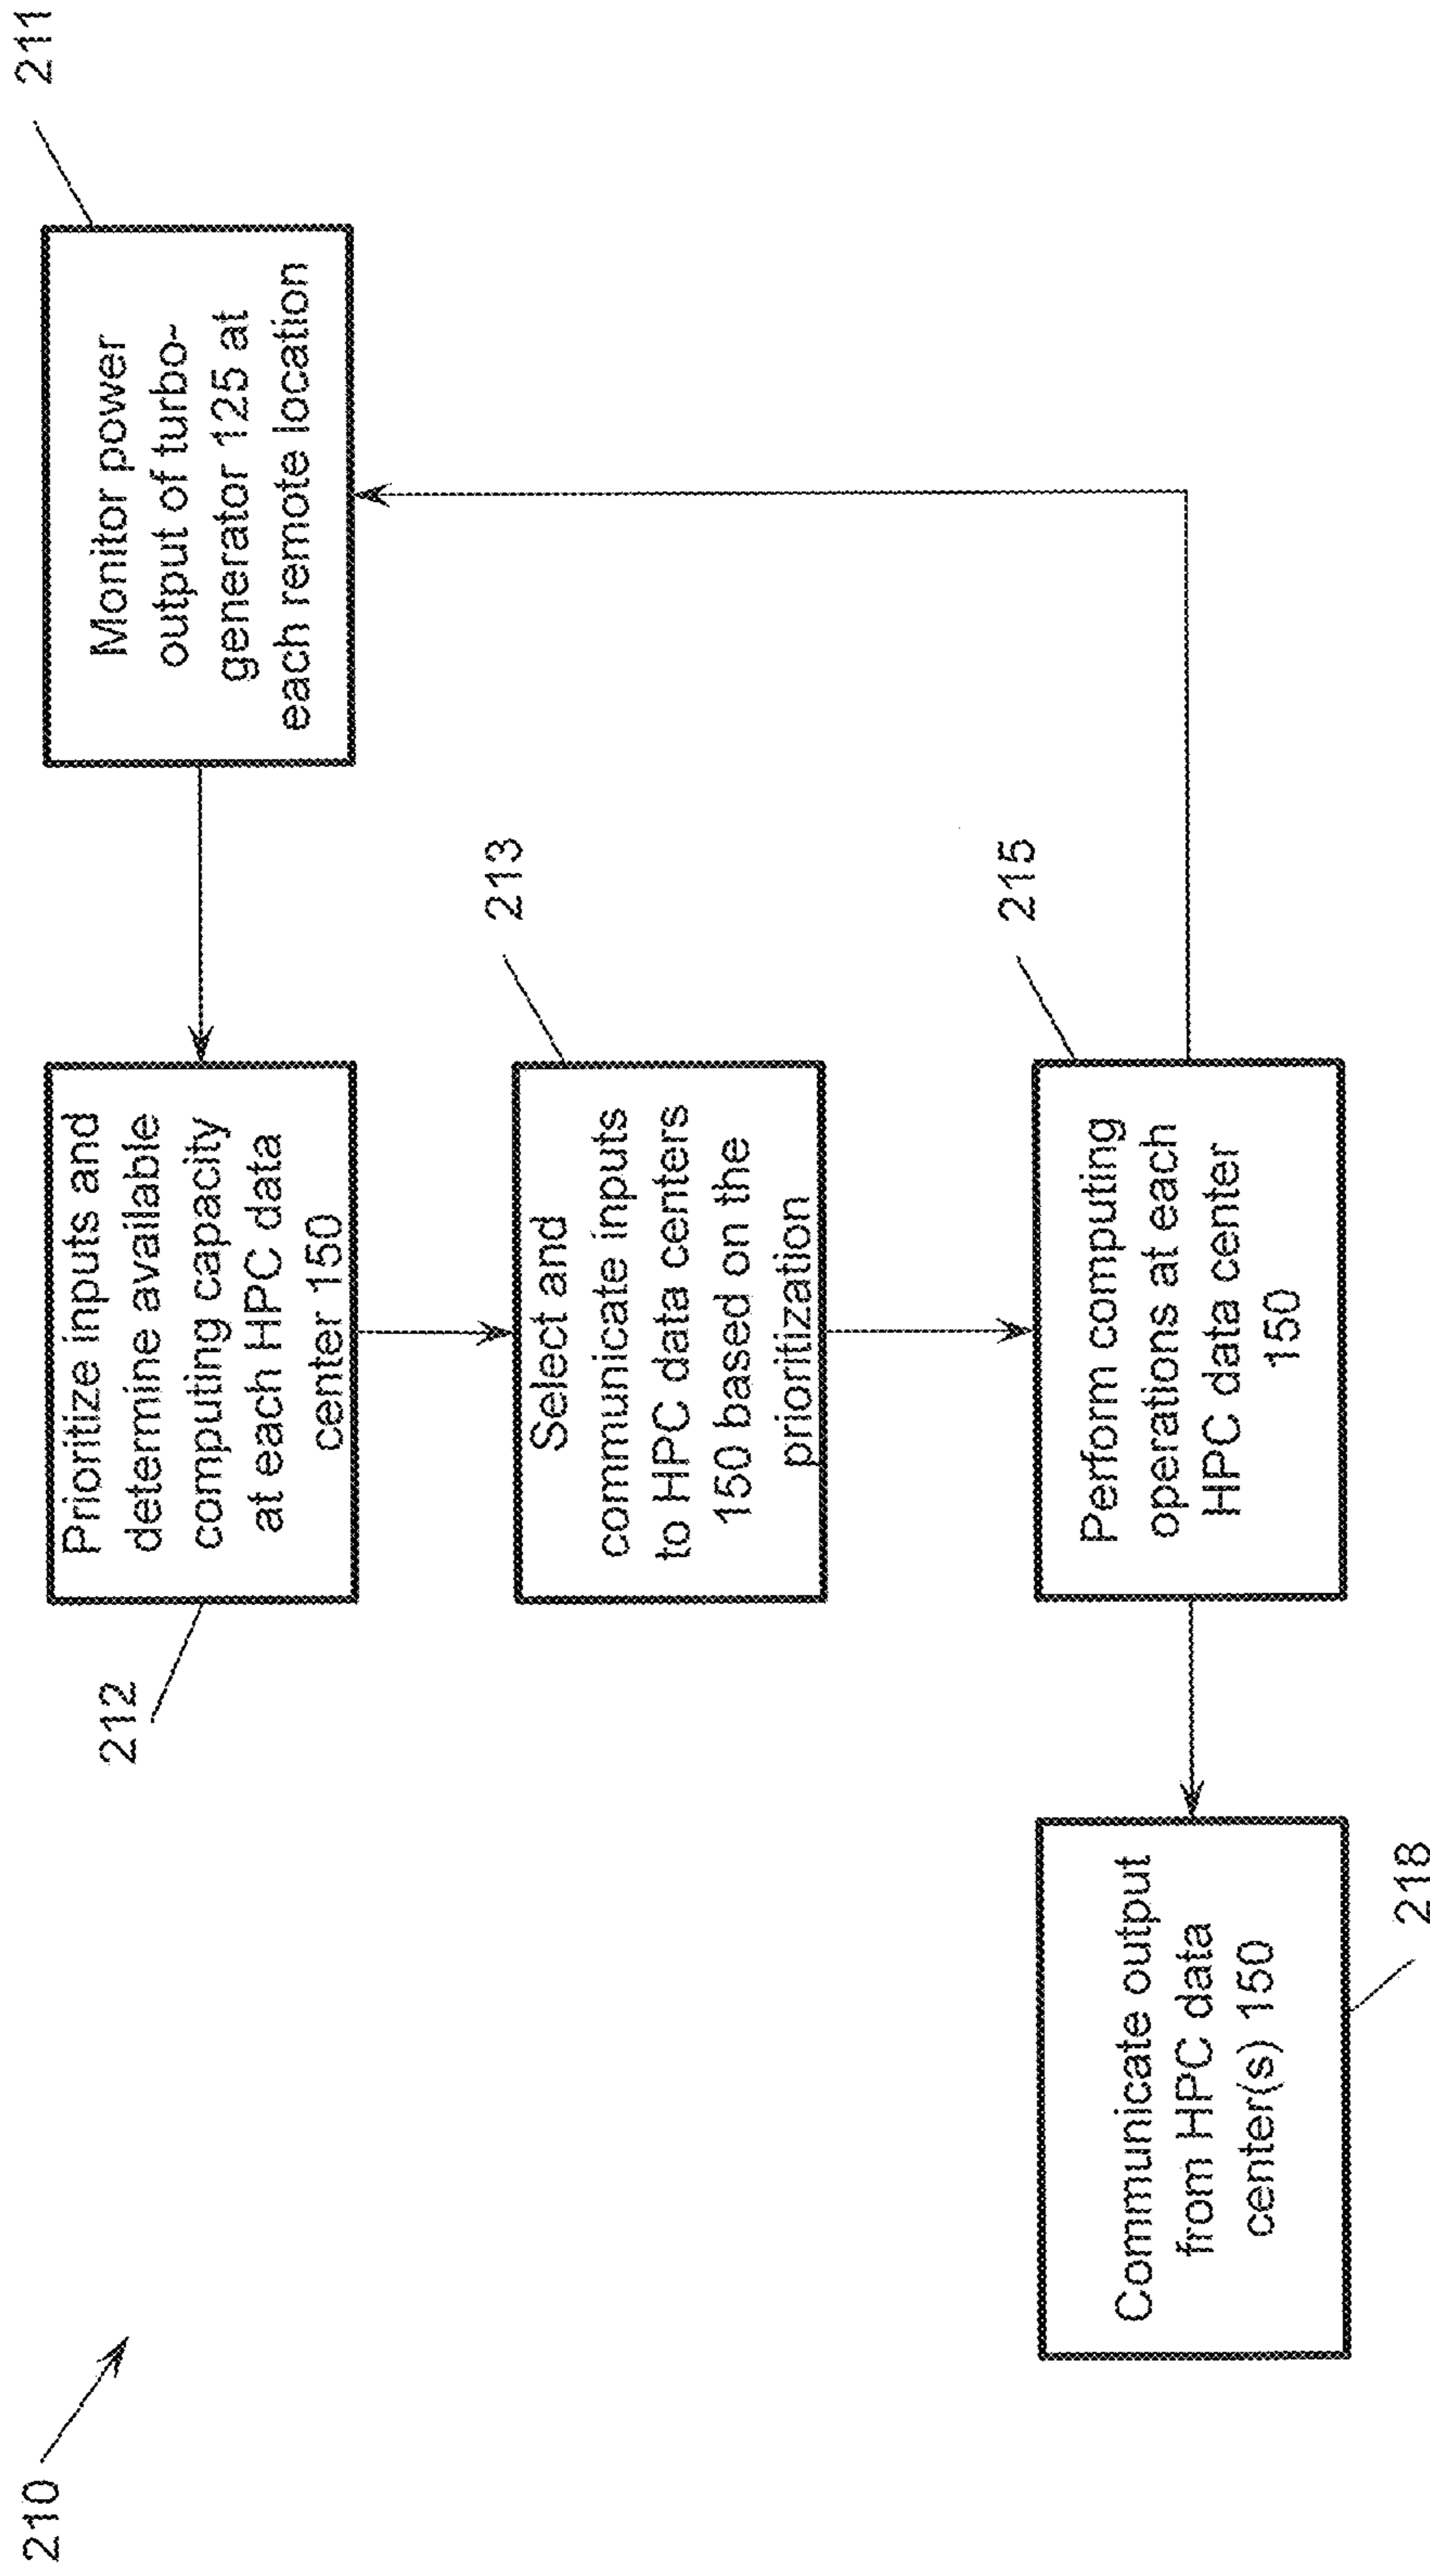 210
211
Monitor power
output of turbo-
generator 125 at
each remote location
212
Prioritize inputs and
determine available
computing capacity
at each HPC data
center 150
213
Select and
communicate inputs
to HPC data centers
150 based on the
prioritization
215
Perform computing
operations at each
HPC data center
150
218
Communicate output
from HPC data
center(s) 150